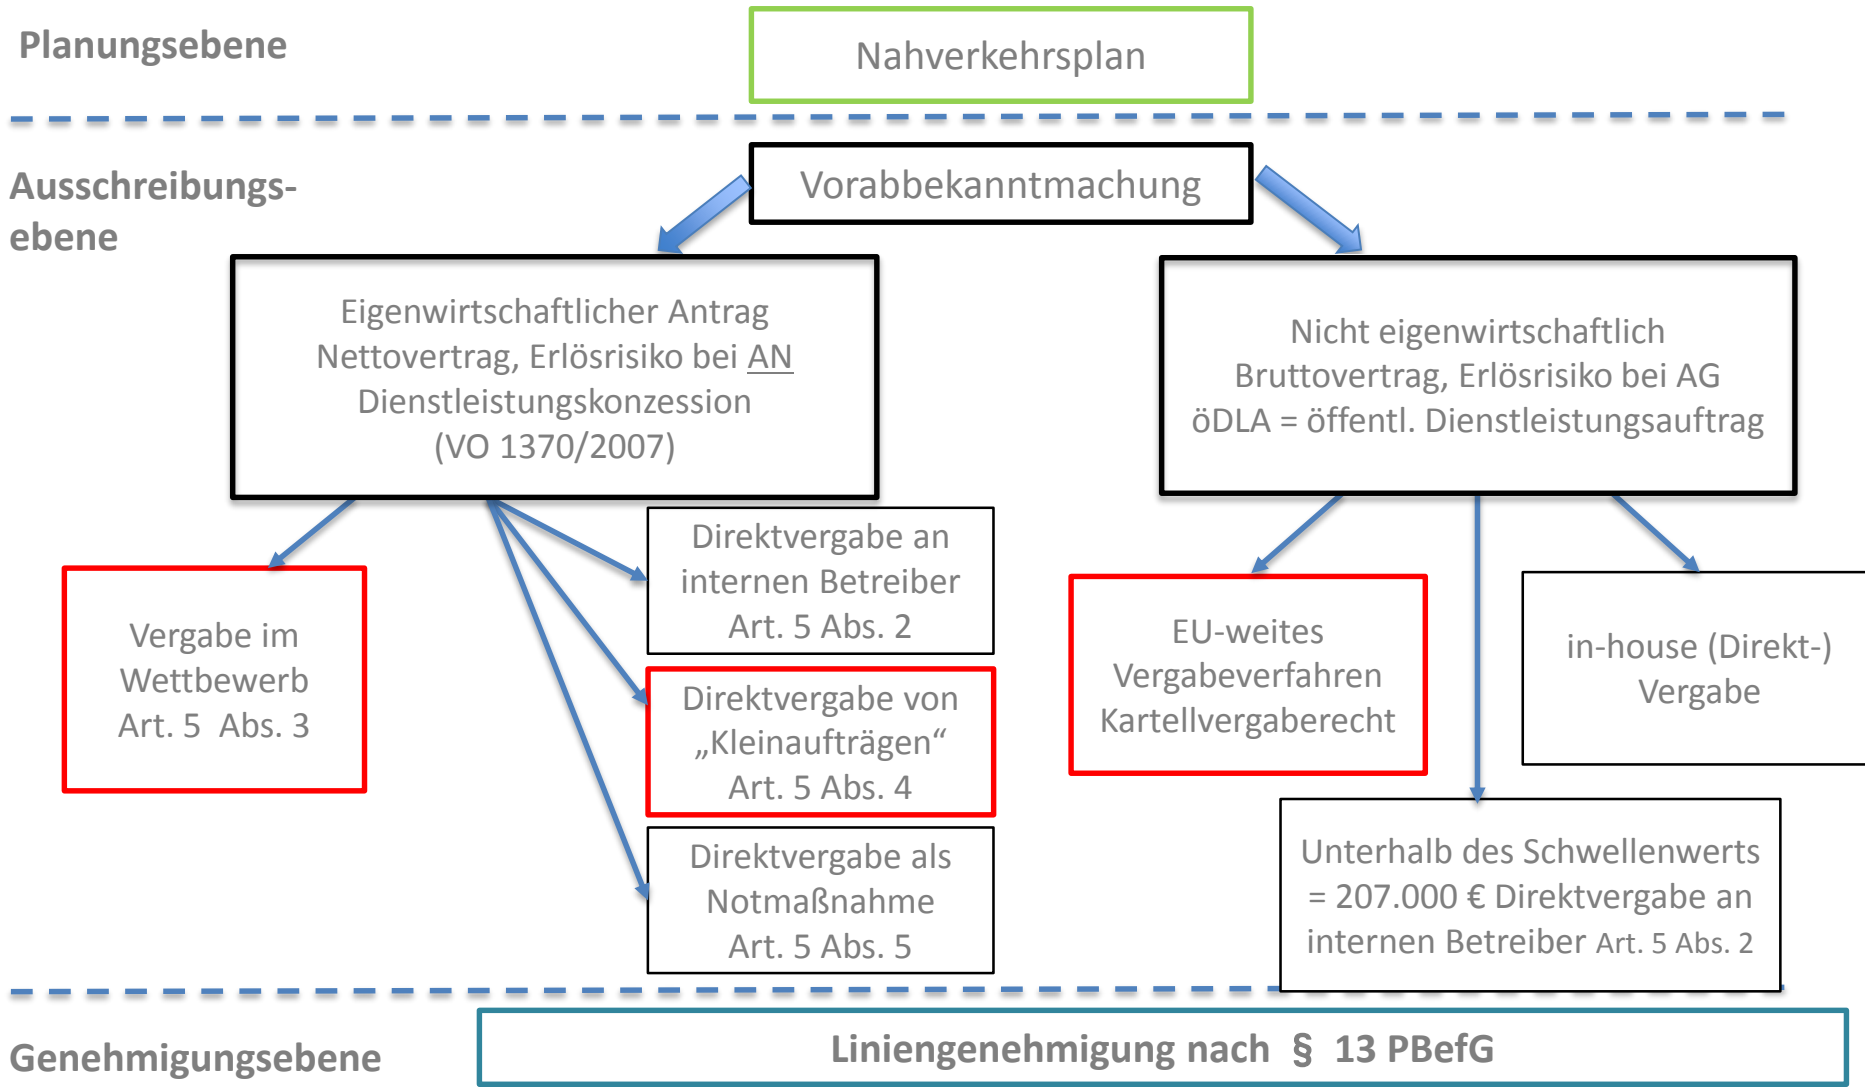 Planungsebene
Nahverkehrsplan
Ausschreibungs-
ebene
Vorabbekanntmachung
Eigenwirtschaftlicher Antrag
Nettovertrag, Erlösrisiko bei AN
Dienstleistungskonzession
(VO 1370/2007)
Nicht eigenwirtschaftlich
Bruttovertrag, Erlösrisiko bei AG
öDLA = öffentl. Dienstleistungsauftrag
Vergabe im
Wettbewerb
Art. 5 Abs. 3
Direktvergabe an
internen Betreiber
Art. 5 Abs. 2
Direktvergabe von
„Kleinaufträgen“
Art. 5 Abs. 4
Direktvergabe als
Notmaßnahme
Art. 5 Abs. 5
EU-weites
Vergabeverfahren
Kartellvergaberecht
in-house (Direkt-)
Vergabe
Unterhalb des Schwellenwerts
= 207.000 € Direktvergabe an
internen Betreiber Art. 5 Abs. 2
Genehmigungsebene
Liniengenehmigung nach § 13 PBefG